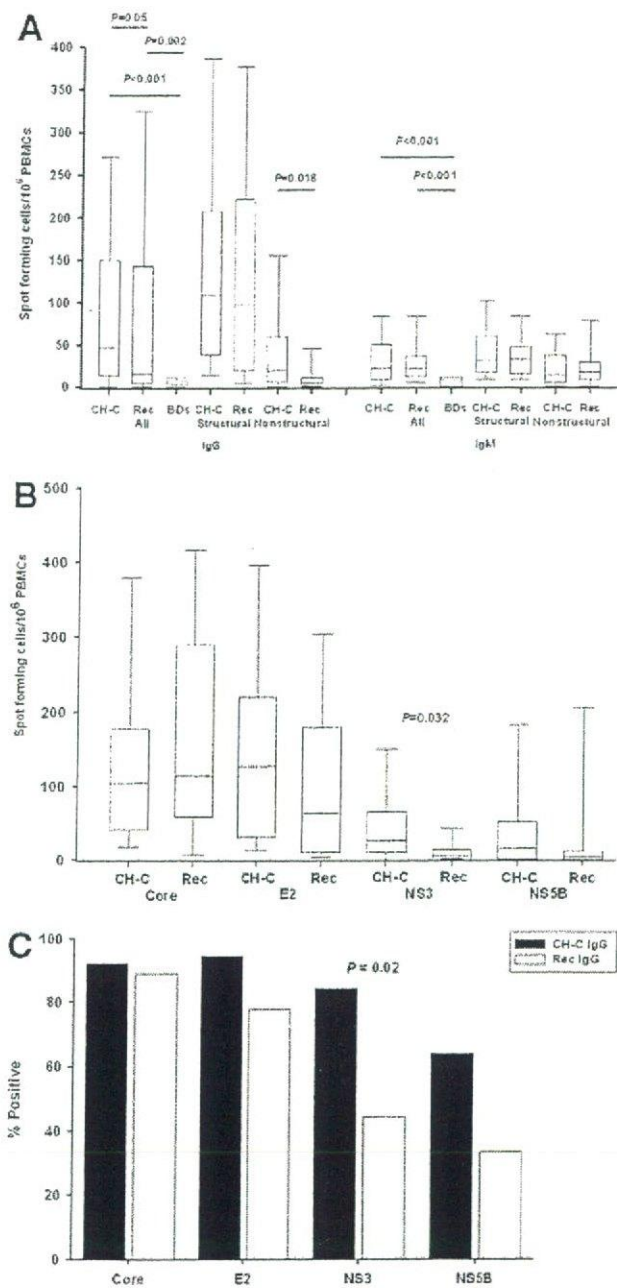 A
P=0.05
P=0.002
P<0.001
P<0.001
P<0.001
P=0.018
400
350
300
250
200
150
100
50
0
Spot forming cells/10⁶ PBMCs
CH-C Rec BDs CH-C Rec CH-C Rec CH-C Rec BDs CH-C Rec CH-C Rec
All Structural Nonstructural All Structural Nonstructural
IgG IgM
B
500
400
300
200
100
0
Spot forming cells/10⁶ PBMCs
P=0.032
CH-C Rec CH-C Rec CH-C Rec CH-C Rec
Core E2 NS3 NS5B
C
100
80
60
40
20
0
% Positive
CH-C IgG
Rec IgG
P = 0.02
Core E2 NS3 NS5B